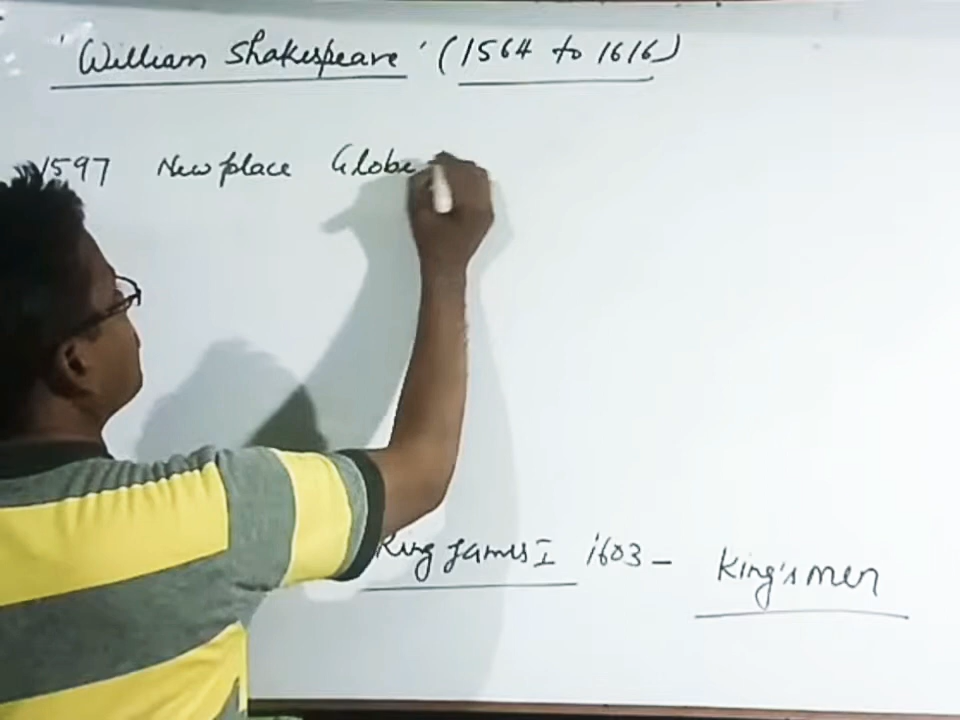 'William Shakespeare' (1564 to 1616)
1597 New place Globe
King James I 1603 – King's men